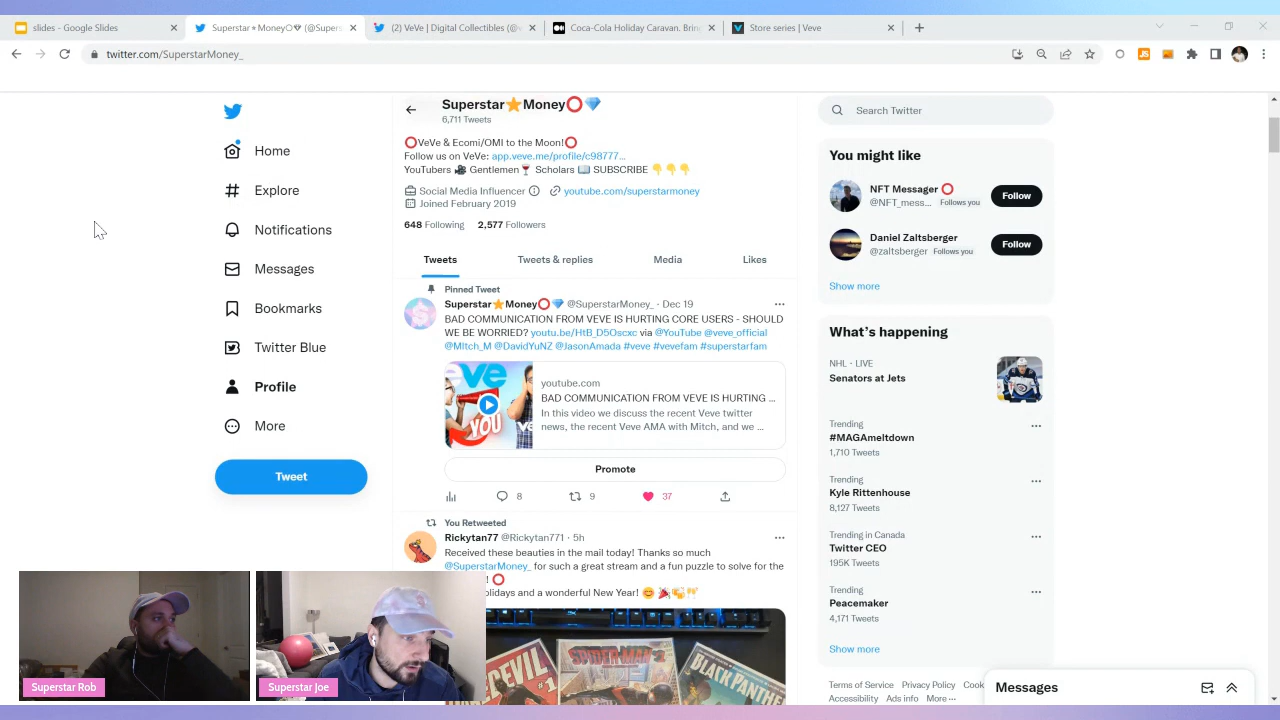 slides - Google Slides
Superstar⭐Money⭕💎 (@Supers
(2) VeVe | Digital Collectibles (@
Coca-Cola Holiday Caravan. Brin
Store series | Veve
twitter.com/SuperstarMoney_
Superstar⭐Money⭕💎
6,711 Tweets
⭕VeVe & Ecomi/OMI to the Moon!⭕
Follow us on VeVe: app.veve.me/profile/c98777...
YouTubers 🎥 Gentlemen🍷 Scholars 📖 SUBSCRIBE 👇👇👇
Social Media Influencer youtube.com/superstarmoney
Joined February 2019
648 Following 2,577 Followers
Tweets Tweets & replies Media Likes
Pinned Tweet
Superstar⭐Money⭕💎 @SuperstarMoney_ · Dec 19
BAD COMMUNICATION FROM VEVE IS HURTING CORE USERS - SHOULD
WE BE WORRIED? youtu.be/HtB_D5Oscxc via @YouTube @veve_official
@MItch_M @DavidYuNZ @JasonAmada #veve #vevefam #superstarfam
youtube.com
BAD COMMUNICATION FROM VEVE IS HURTING ...
In this video we discuss the recent Veve twitter
news, the recent Veve AMA with Mitch, and we ...
YOU
Promote
8 9 37
You Retweeted
Rickytan77 @Rickytan771 · 5h
Received these beauties in the mail today! Thanks so much
@SuperstarMoney_ for such a great stream and a fun puzzle to solve for the
! ⭕
olidays and a wonderful New Year! 😊🎉🍻🥂
DEVIL
SPIDER-MAN
BLACK PANTHE
Home
Explore
Notifications
Messages
Bookmarks
Twitter Blue
Profile
More
Tweet
Superstar Rob
Superstar Joe
Search Twitter
You might like
NFT Messager ⭕
@NFT_mess... Follows you
Follow
Daniel Zaltsberger
@zaltsberger Follows you
Follow
Show more
What's happening
NHL · LIVE
Senators at Jets
Trending
#MAGAmeltdown
1,710 Tweets
Trending
Kyle Rittenhouse
8,127 Tweets
Trending in Canada
Twitter CEO
195K Tweets
Trending
Peacemaker
4,171 Tweets
Show more
Terms of Service Privacy Policy Cook
Accessibility Ads info More ···
Messages